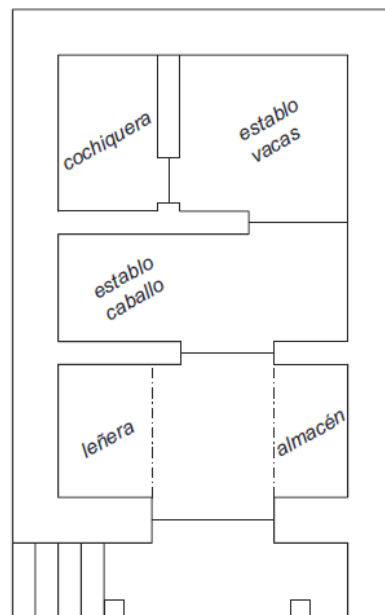 cochiquera
establo
vacas
establo
caballo
leñera
almacén